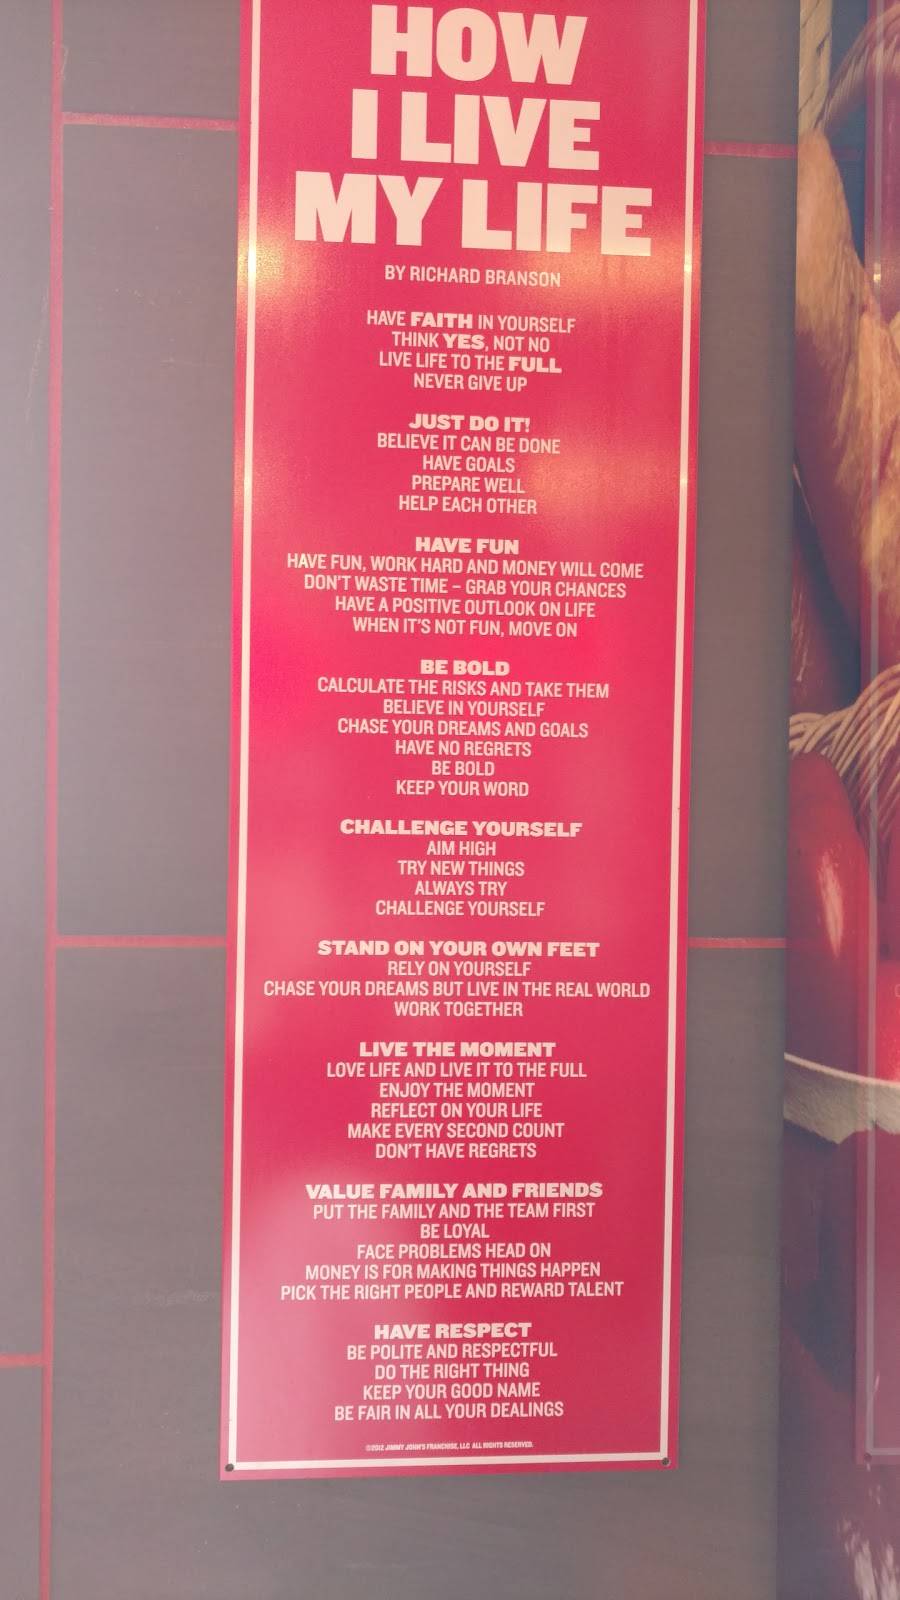 HOW
I LIVE
MY LIFE
BY RICHARD BRANSON
HAVE FAITH IN YOURSELF
THINK YES, NOT NO
LIVE LIFE TO THE FULL
NEVER GIVE UP
JUST DO IT!
BELIEVE IT CAN BE DONE
HAVE GOALS
PREPARE WELL
HELP EACH OTHER
HAVE FUN
HAVE FUN, WORK HARD AND MONEY WILL COME
DON'T WASTE TIME – GRAB YOUR CHANCES
HAVE A POSITIVE OUTLOOK ON LIFE
WHEN IT'S NOT FUN, MOVE ON
BE BOLD
CALCULATE THE RISKS AND TAKE THEM
BELIEVE IN YOURSELF
CHASE YOUR DREAMS AND GOALS
HAVE NO REGRETS
BE BOLD
KEEP YOUR WORD
CHALLENGE YOURSELF
AIM HIGH
TRY NEW THINGS
ALWAYS TRY
CHALLENGE YOURSELF
STAND ON YOUR OWN FEET
RELY ON YOURSELF
CHASE YOUR DREAMS BUT LIVE IN THE REAL WORLD
WORK TOGETHER
LIVE THE MOMENT
LOVE LIFE AND LIVE IT TO THE FULL
ENJOY THE MOMENT
REFLECT ON YOUR LIFE
MAKE EVERY SECOND COUNT
DON'T HAVE REGRETS
VALUE FAMILY AND FRIENDS
PUT THE FAMILY AND THE TEAM FIRST
BE LOYAL
FACE PROBLEMS HEAD ON
MONEY IS FOR MAKING THINGS HAPPEN
PICK THE RIGHT PEOPLE AND REWARD TALENT
HAVE RESPECT
BE POLITE AND RESPECTFUL
DO THE RIGHT THING
KEEP YOUR GOOD NAME
BE FAIR IN ALL YOUR DEALINGS
©2012 JIMMY JOHN'S FRANCHISE, LLC ALL RIGHTS RESERVED.